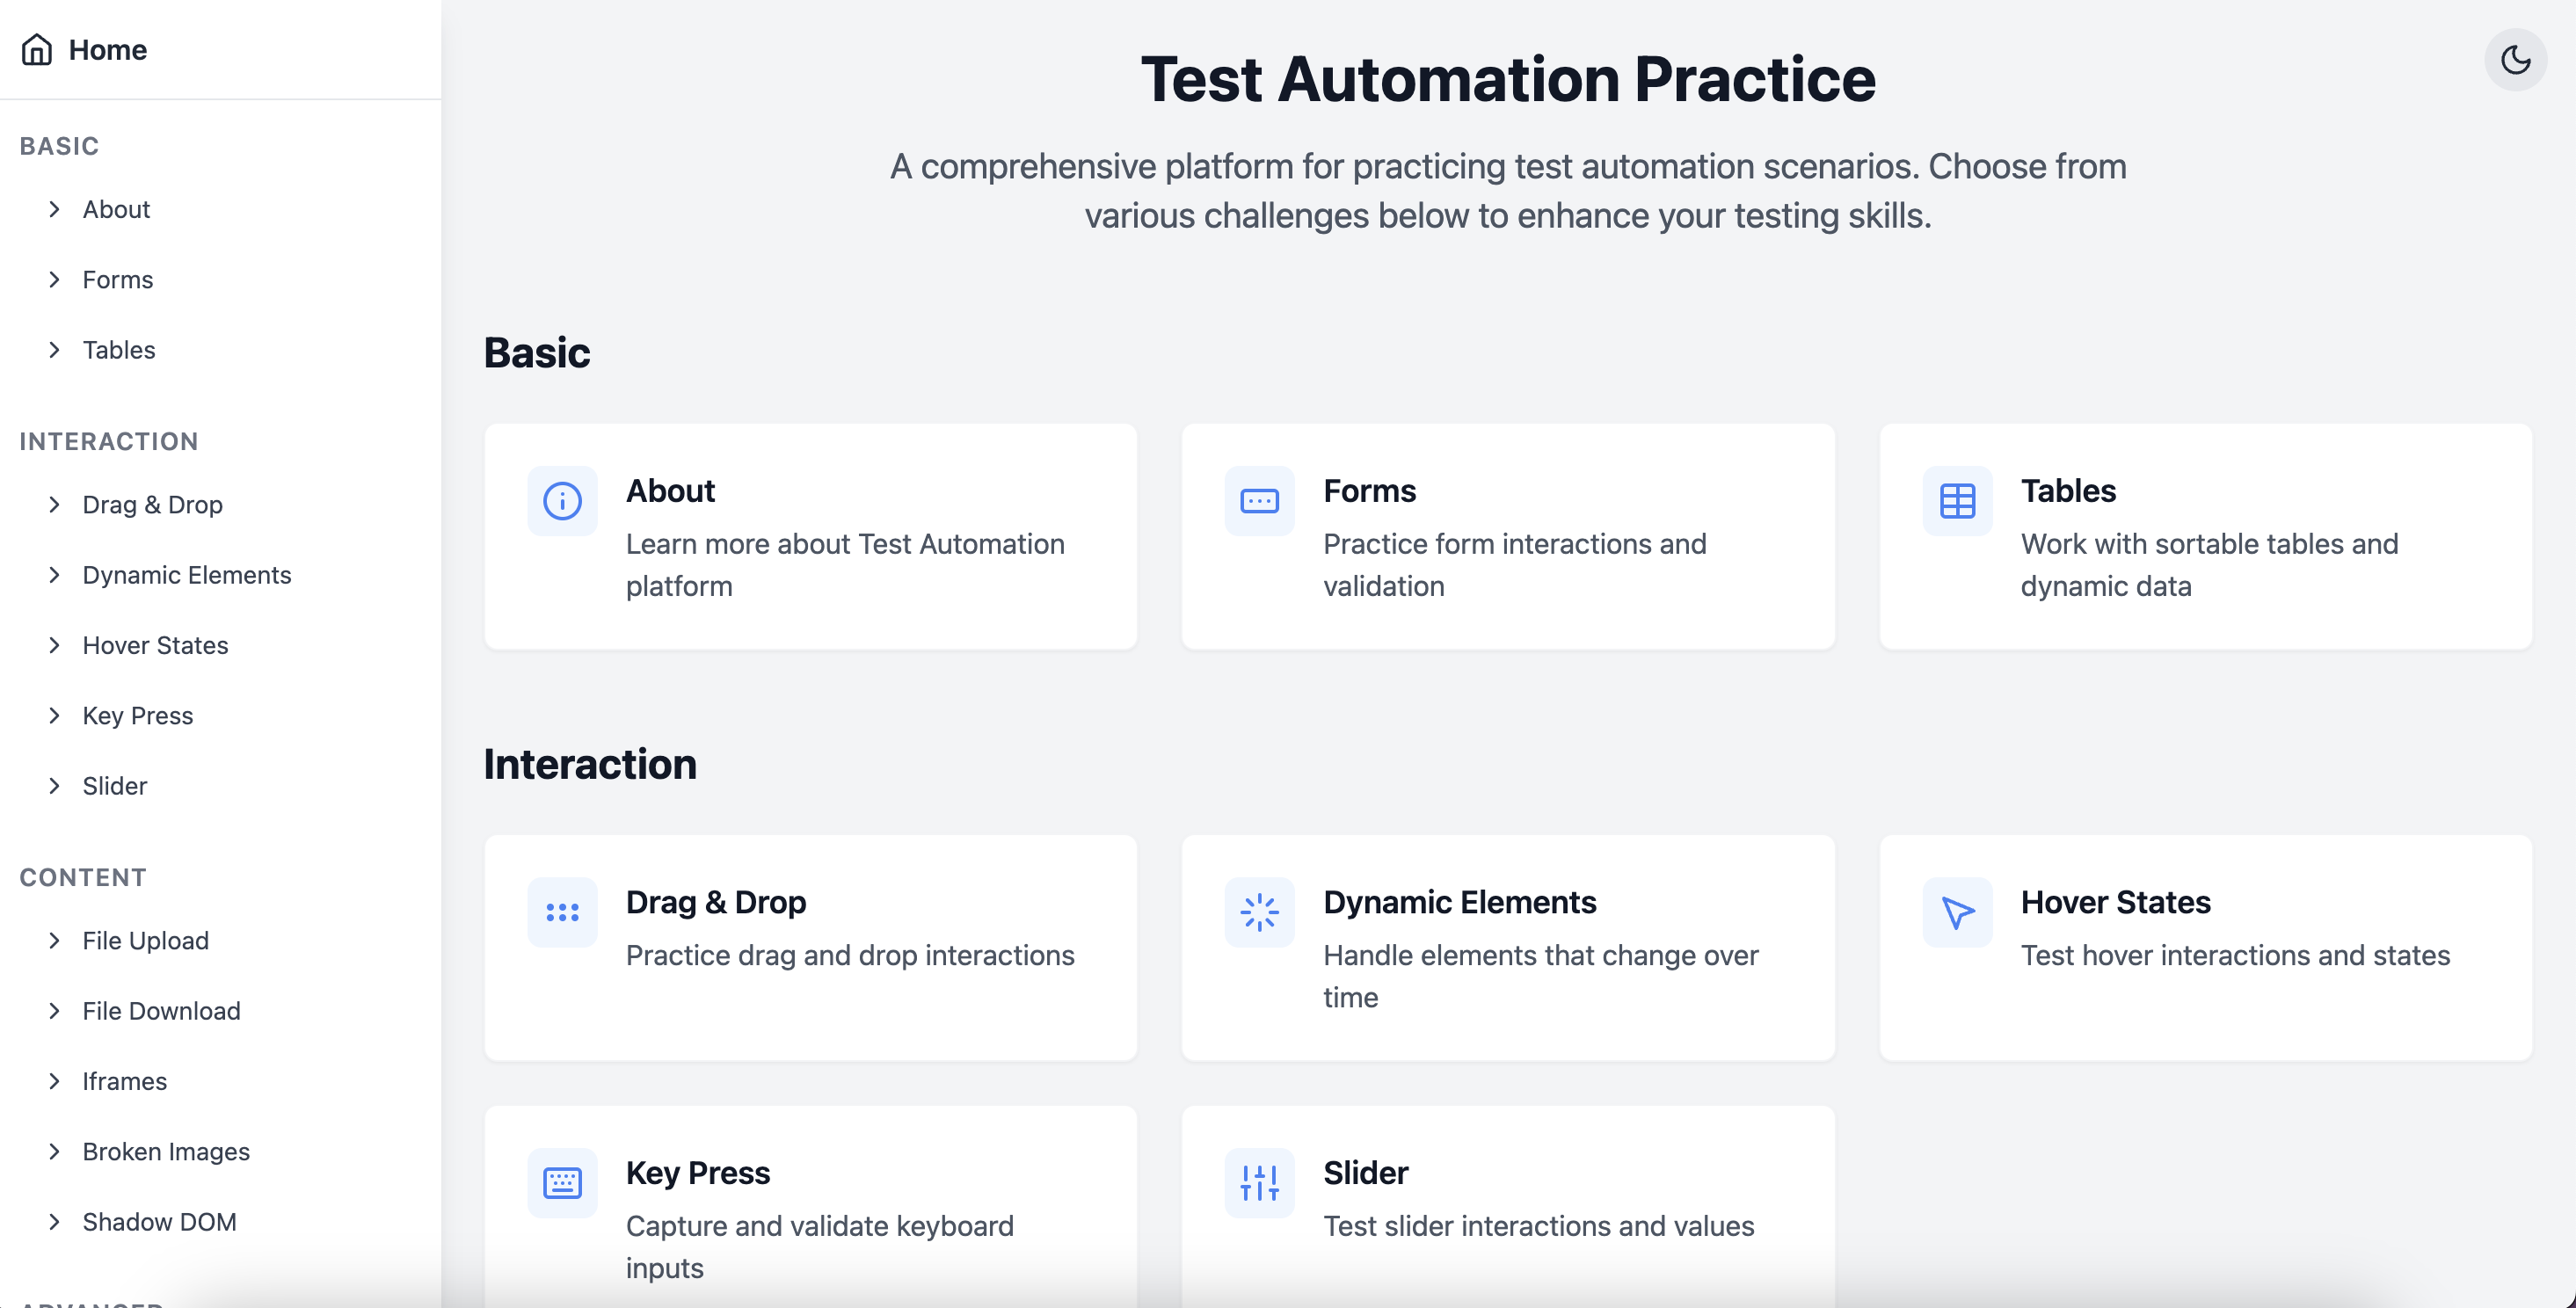 Home
BASIC
About
Forms
Tables
INTERACTION
Drag & Drop
Dynamic Elements
Hover States
Key Press
Slider
CONTENT
File Upload
File Download
Iframes
Broken Images
Shadow DOM
ADVANCED
Test Automation Practice
A comprehensive platform for practicing test automation scenarios. Choose from
various challenges below to enhance your testing skills.
Basic
About
Learn more about Test Automation
platform
Forms
Practice form interactions and
validation
Tables
Work with sortable tables and
dynamic data
Interaction
Drag & Drop
Practice drag and drop interactions
Dynamic Elements
Handle elements that change over
time
Hover States
Test hover interactions and states
Key Press
Capture and validate keyboard
inputs
Slider
Test slider interactions and values